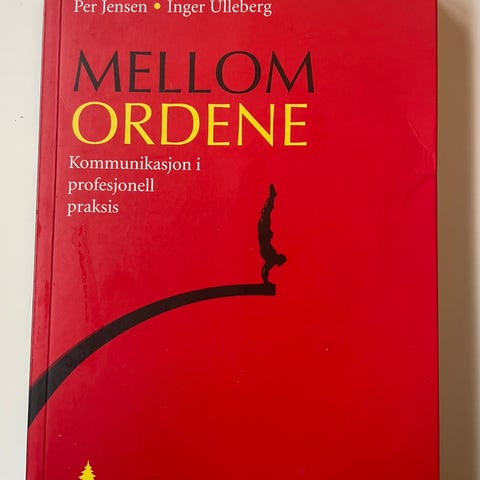 Per Jensen • Inger Ulleberg
MELLOM
ORDENE
Kommunikasjon i
profesjonell
praksis